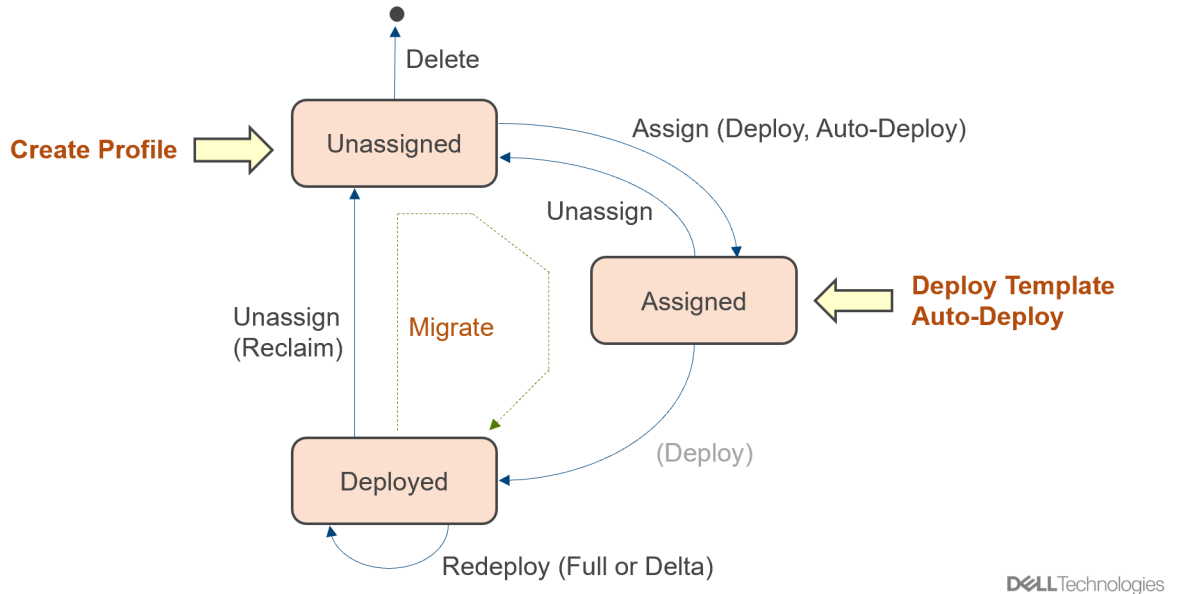 Delete
Unassigned
Create Profile
Assign (Deploy, Auto-Deploy)
Unassign
Assigned
Deploy Template
Auto-Deploy
Unassign
(Reclaim)
Migrate
(Deploy)
Deployed
Redeploy (Full or Delta)
DELLTechnologies